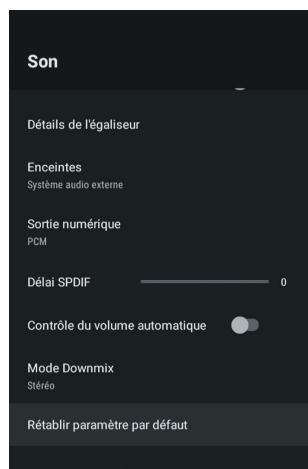 Son
Détails de l'égaliseur
Enceintes
Système audio externe
Sortie numérique
PCM
Délai SPDIF 0
Contrôle du volume automatique
Mode Downmix
Stéréo
Rétablir paramètre par défaut